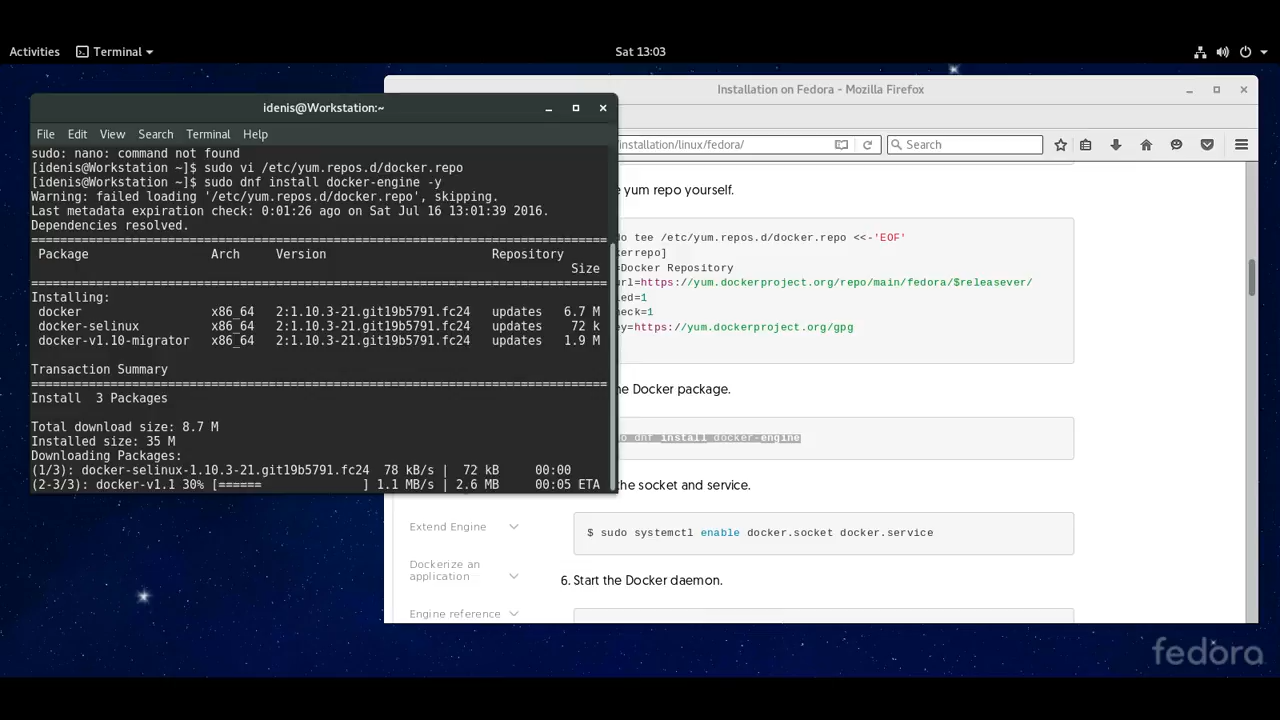 Activities Terminal Sat 13:03
idenis@Workstation:~
File Edit View Search Terminal Help
sudo: nano: command not found
[idenis@Workstation ~]$ sudo vi /etc/yum.repos.d/docker.repo
[idenis@Workstation ~]$ sudo dnf install docker-engine -y
Warning: failed loading '/etc/yum.repos.d/docker.repo', skipping.
Last metadata expiration check: 0:01:26 ago on Sat Jul 16 13:01:39 2016.
Dependencies resolved.
================================================================================
Package Arch Version Repository
Size
================================================================================
Installing:
docker x86_64 2:1.10.3-21.git19b5791.fc24 updates 6.7 M
docker-selinux x86_64 2:1.10.3-21.git19b5791.fc24 updates 72 k
docker-v1.10-migrator x86_64 2:1.10.3-21.git19b5791.fc24 updates 1.9 M
Transaction Summary
================================================================================
Install 3 Packages
Total download size: 8.7 M
Installed size: 35 M
Downloading Packages:
(1/3): docker-selinux-1.10.3-21.git19b5791.fc24 78 kB/s | 72 kB 00:00
(2-3/3): docker-v1.1 30% [====== ] 1.1 MB/s | 2.6 MB 00:05 ETA
Installation on Fedora - Mozilla Firefox
installation/linux/fedora/ Search
e yum repo yourself.
do tee /etc/yum.repos.d/docker.repo <<-'EOF'
kerrepo]
=Docker Repository
url=https://yum.dockerproject.org/repo/main/fedora/$releasever/
led=1
heck=1
ey=https://yum.dockerproject.org/gpg
he Docker package.
do dnf install docker-engine
the socket and service.
$ sudo systemctl enable docker.socket docker.service
6. Start the Docker daemon.
Extend Engine
Dockerize an
application
Engine reference
fedora